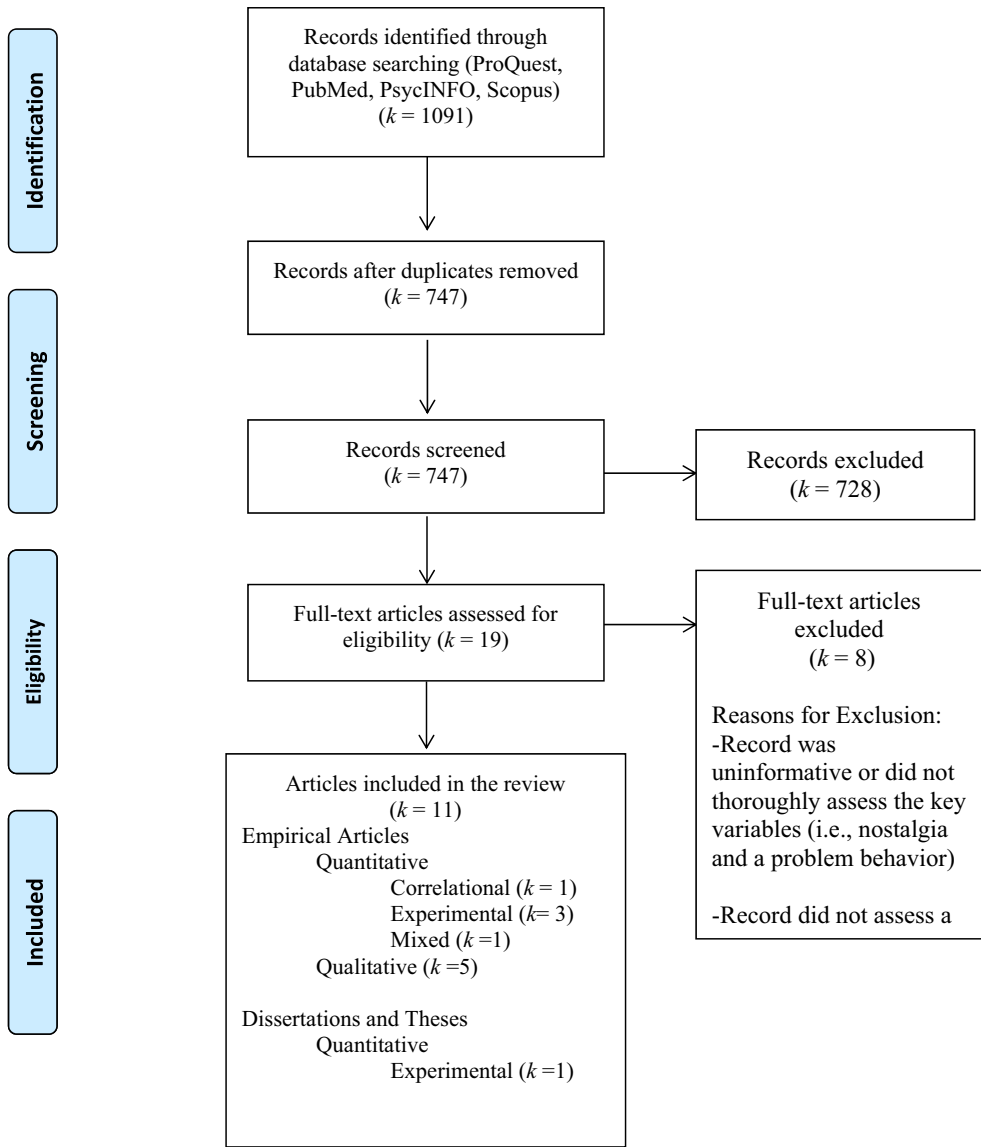 Identification
Records identified through
database searching (ProQuest,
PubMed, PsycINFO, Scopus)
(k = 1091)
Records after duplicates removed
(k = 747)
Screening
Records screened
(k = 747)
Records excluded
(k = 728)
Eligibility
Full-text articles assessed for
eligibility (k = 19)
Full-text articles
excluded
(k = 8)
Reasons for Exclusion:
-Record was
uninformative or did not
thoroughly assess the key
variables (i.e., nostalgia
and a problem behavior)
-Record did not assess a
Included
Articles included in the review
(k = 11)
Empirical Articles
Quantitative
Correlational (k = 1)
Experimental (k= 3)
Mixed (k =1)
Qualitative (k =5)
Dissertations and Theses
Quantitative
Experimental (k =1)